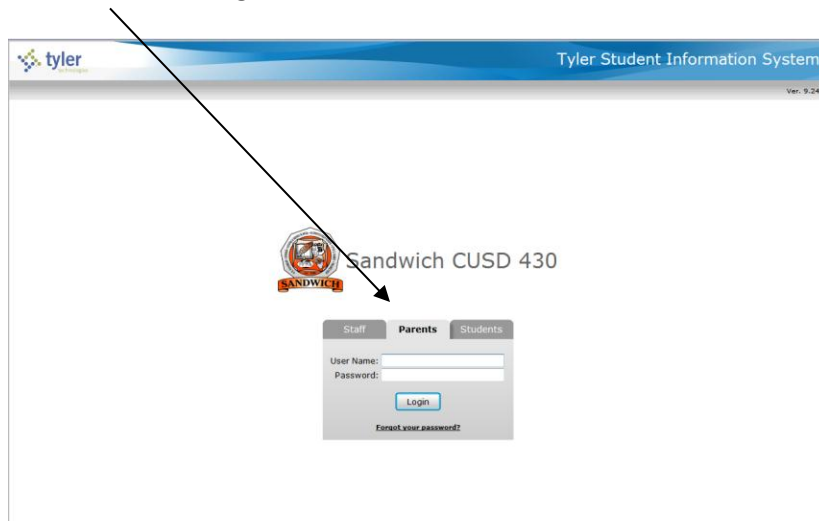 tyler
technologies
Tyler Student Information System
Ver. 9.24
SANDWICH
Sandwich CUSD 430
Staff Parents Students
User Name:
Password:
Login
Forgot your password?